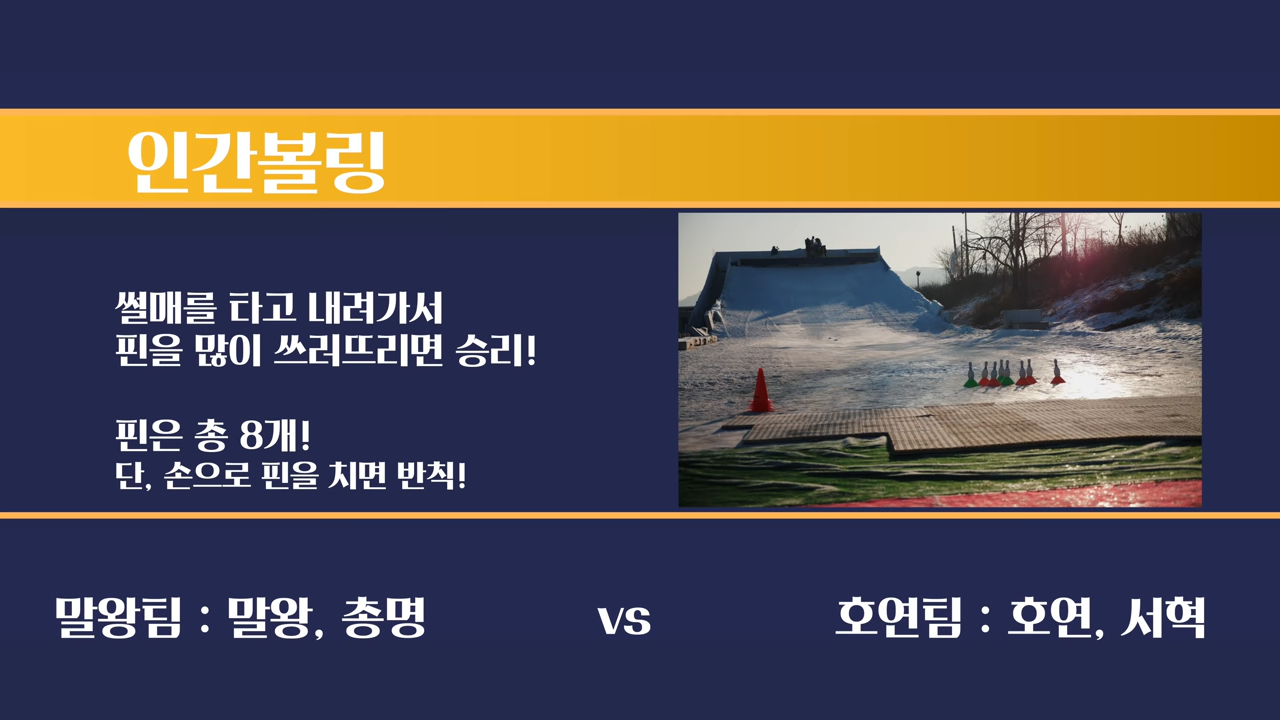 인간볼링
썰매를 타고 내려가서
핀을 많이 쓰러뜨리면 승리!
핀은 총 8개!
단, 손으로 핀을 치면 반칙!
말왕팀 : 말왕, 총명
vs
호연팀 : 호연, 서혁